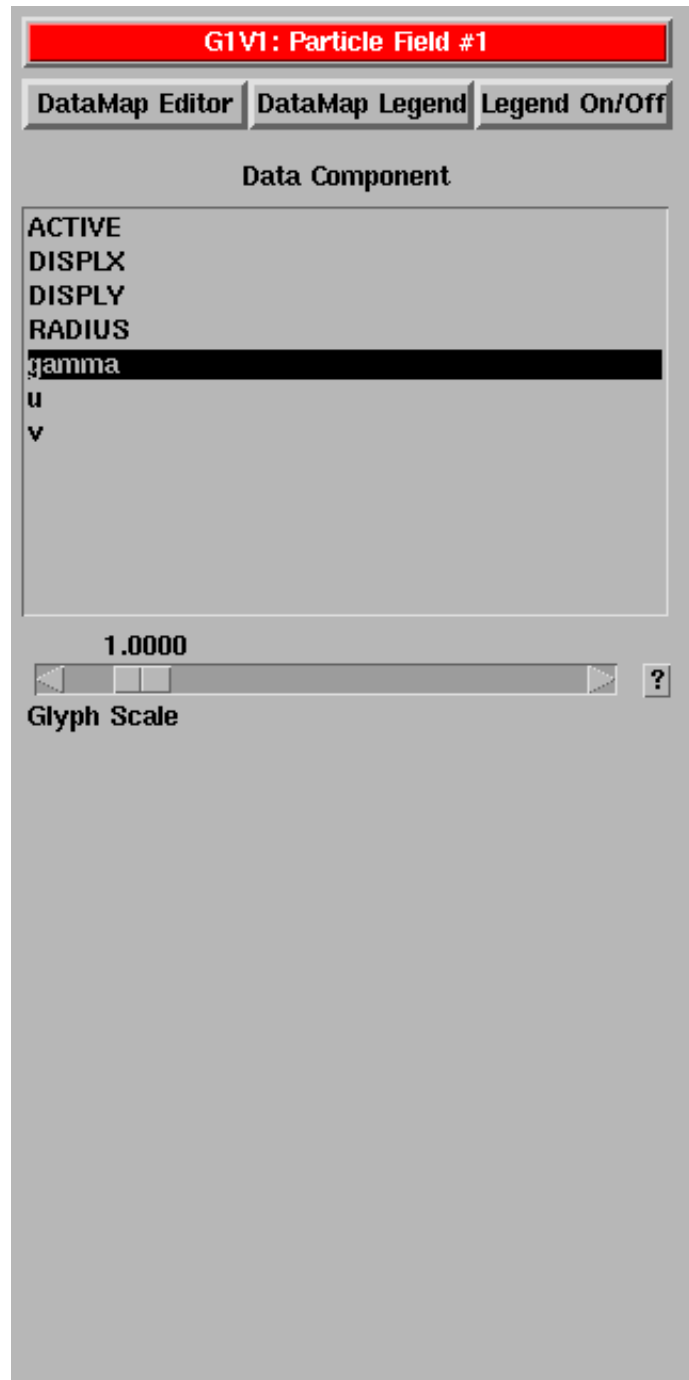 G1V1: Particle Field #1
DataMap Editor DataMap Legend Legend On/Off
Data Component
ACTIVE
DISPLX
DISPLY
RADIUS
gamma
u
v
1.0000
?
Glyph Scale